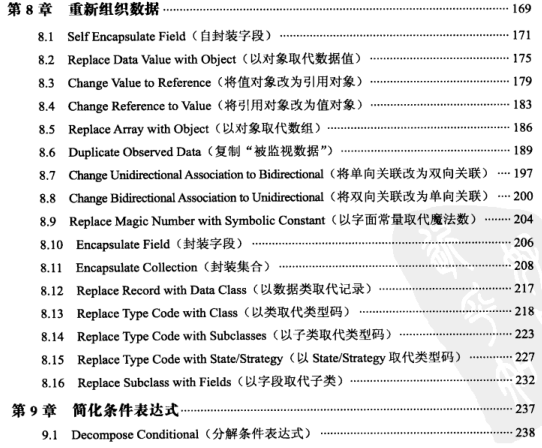 第 8 章 重新组织数据 169
8.1 Self Encapsulate Field（自封装字段） 171
8.2 Replace Data Value with Object（以对象取代数据值） 175
8.3 Change Value to Reference（将值对象改为引用对象） 179
8.4 Change Reference to Value（将引用对象改为值对象） 183
8.5 Replace Array with Object（以对象取代数组） 186
8.6 Duplicate Observed Data（复制“被监视数据”） 189
8.7 Change Unidirectional Association to Bidirectional（将单向关联改为双向关联） 197
8.8 Change Bidirectional Association to Unidirectional（将双向关联改为单向关联） 200
8.9 Replace Magic Number with Symbolic Constant（以字面常量取代魔法数） 204
8.10 Encapsulate Field（封装字段） 206
8.11 Encapsulate Collection（封装集合） 208
8.12 Replace Record with Data Class（以数据类取代记录） 217
8.13 Replace Type Code with Class（以类取代类型码） 218
8.14 Replace Type Code with Subclasses（以子类取代类型码） 223
8.15 Replace Type Code with State/Strategy（以 State/Strategy 取代类型码） 227
8.16 Replace Subclass with Fields（以字段取代子类） 232
第 9 章 简化条件表达式 237
9.1 Decompose Conditional（分解条件表达式） 238